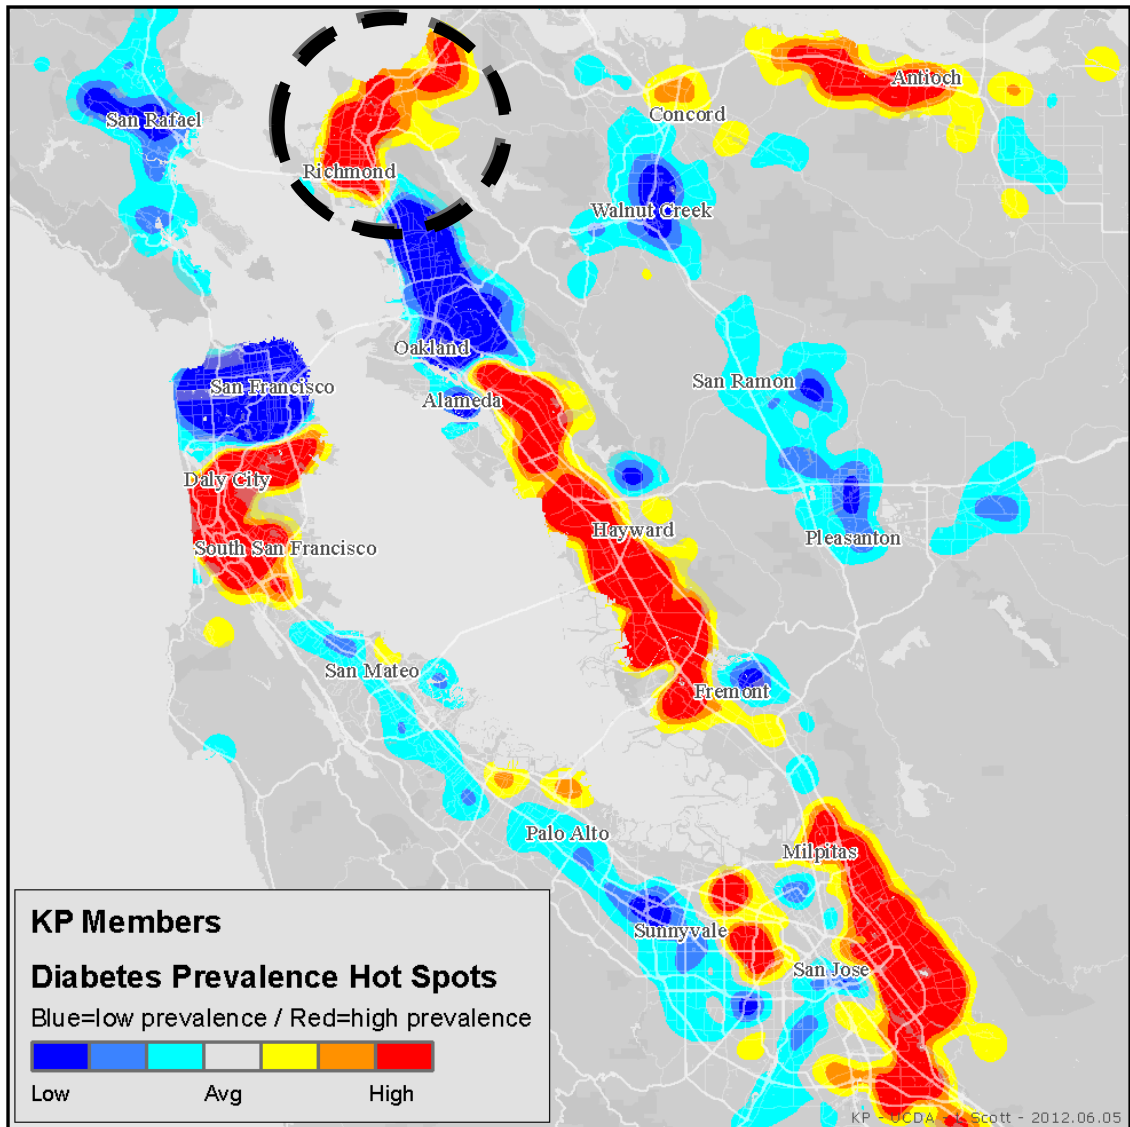 Antioch
Concord
San Rafael
Richmond
Walnut Creek
Oakland
San Francisco
San Ramon
Alameda
Daly City
Hayward
Pleasanton
South San Francisco
San Mateo
Fremont
Palo Alto
Milpitas
Sunnyvale
San Jose
KP Members
Diabetes Prevalence Hot Spots
Blue=low prevalence / Red=high prevalence
Low Avg High
KP - UCDA - J. Scott - 2012.06.05